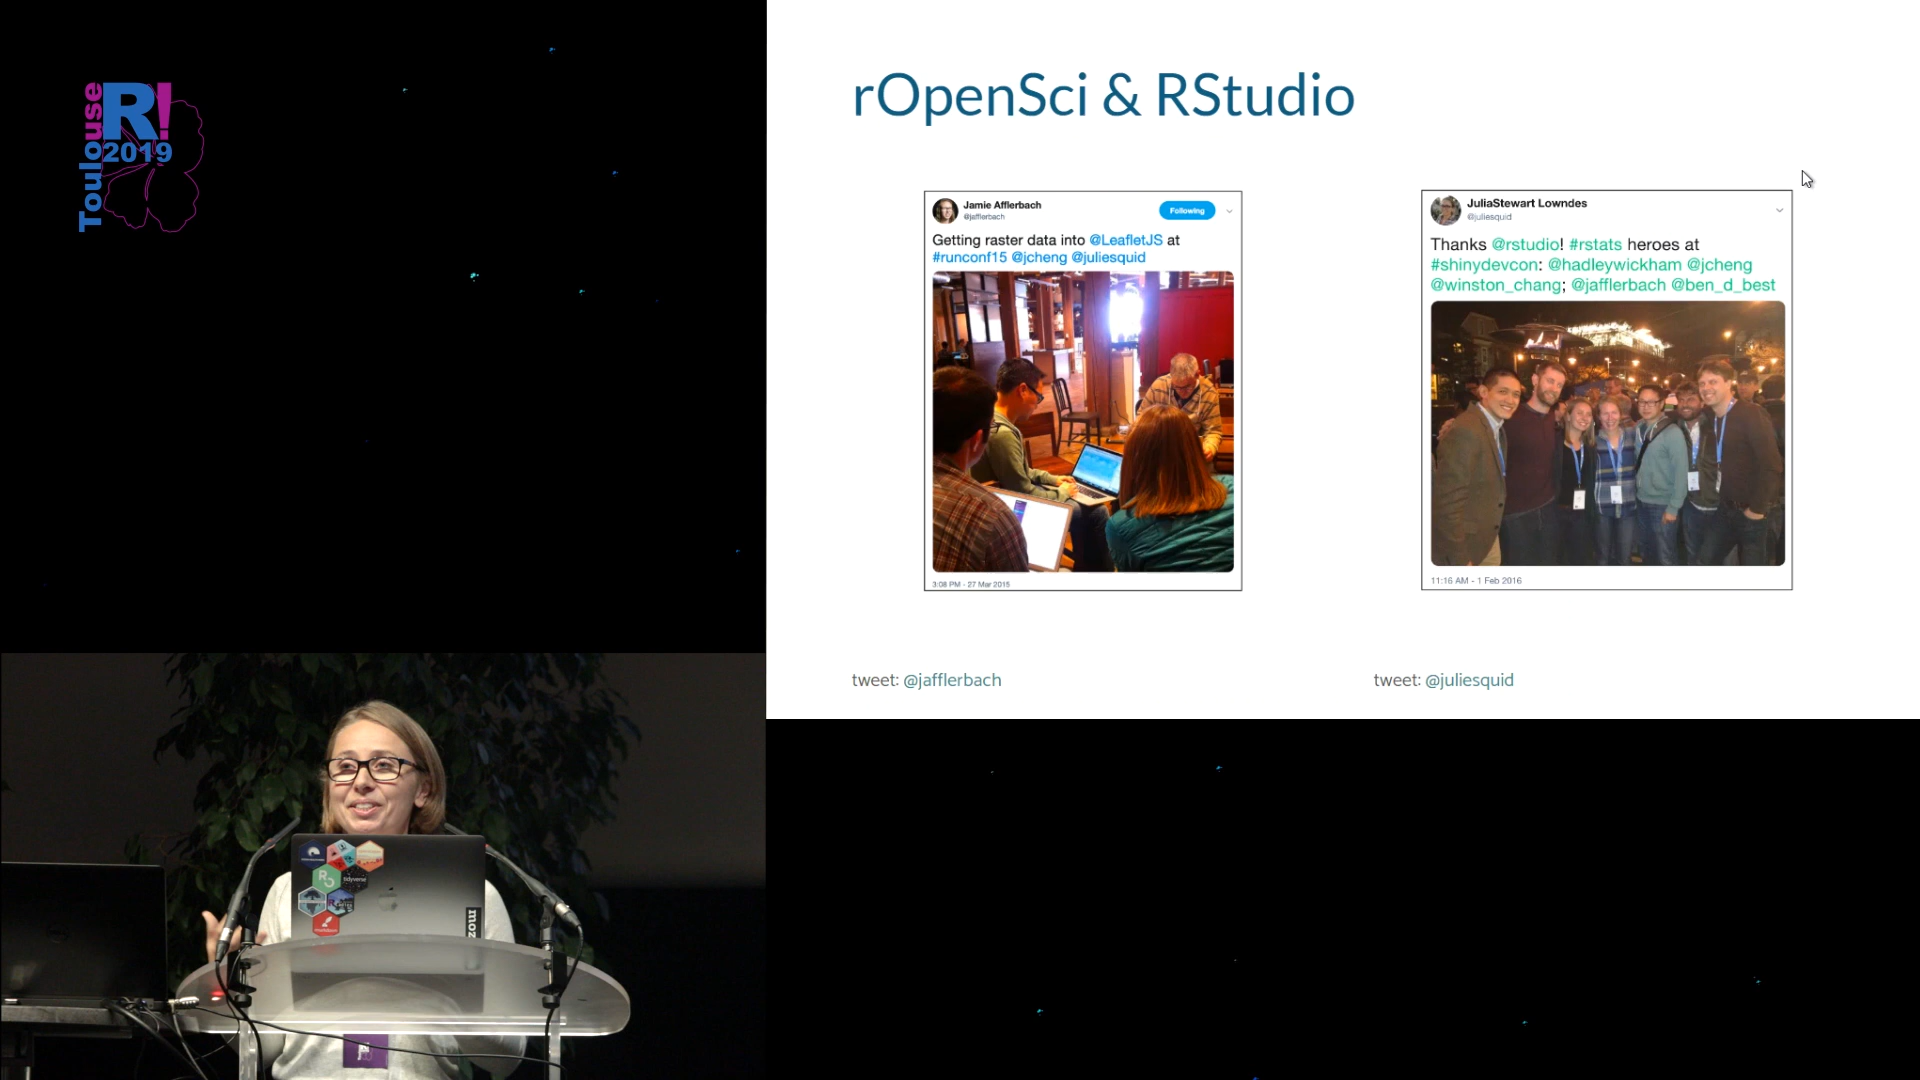 Toulouse
R!
2019
rOpenSci & RStudio
Jamie Afflerbach
@jafflerbach
Following
Getting raster data into @LeafletJS at
#runconf15 @jcheng @juliesquid
3:08 PM - 27 Mar 2015
JuliaStewart Lowndes
@juliesquid
Thanks @rstudio! #rstats heroes at
#shinydevcon: @hadleywickham @jcheng
@winston_chang; @jafflerbach @ben_d_best
11:16 AM - 1 Feb 2016
tweet: @jafflerbach
tweet: @juliesquid
tidyverse
moz